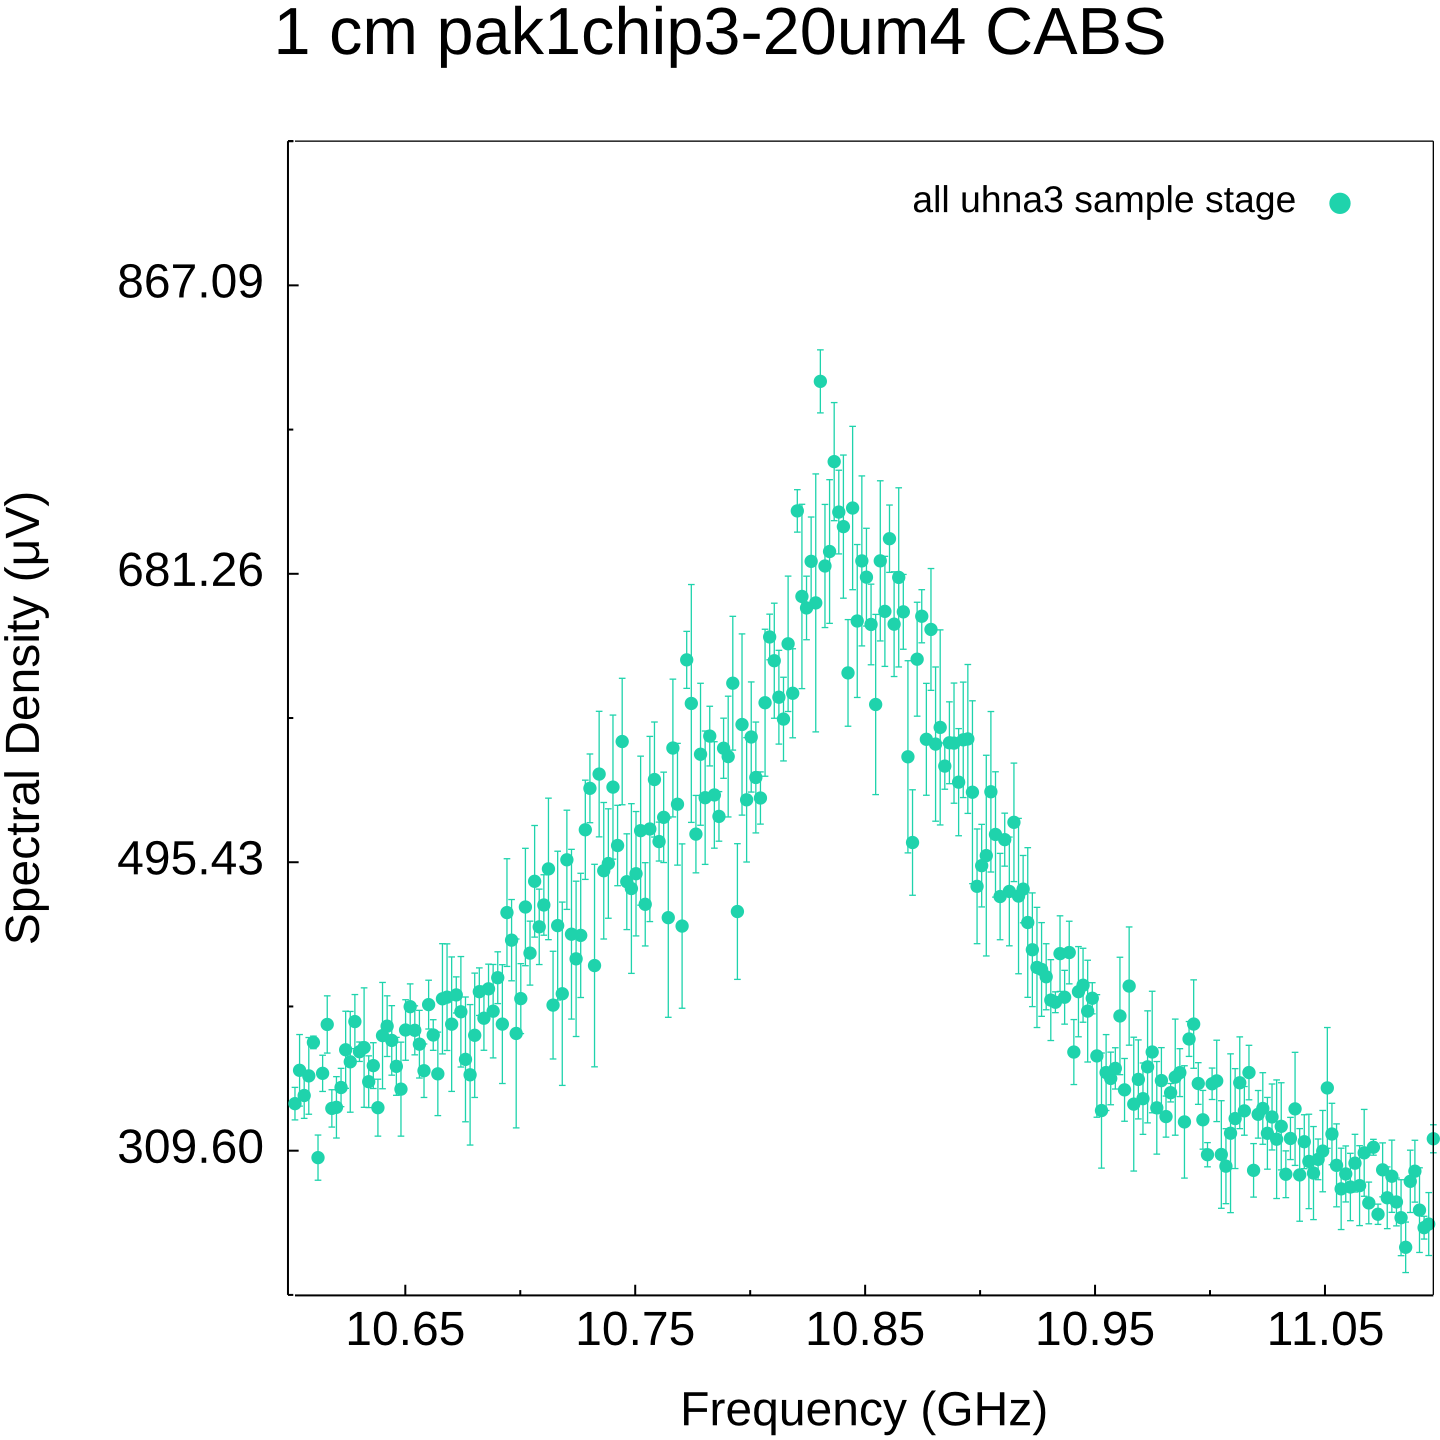 1 cm pak1chip3-20um4 CABS
all uhna3 sample stage
867.09
681.26
495.43
309.60
Spectral Density (μV)
10.65 10.75 10.85 10.95 11.05
Frequency (GHz)